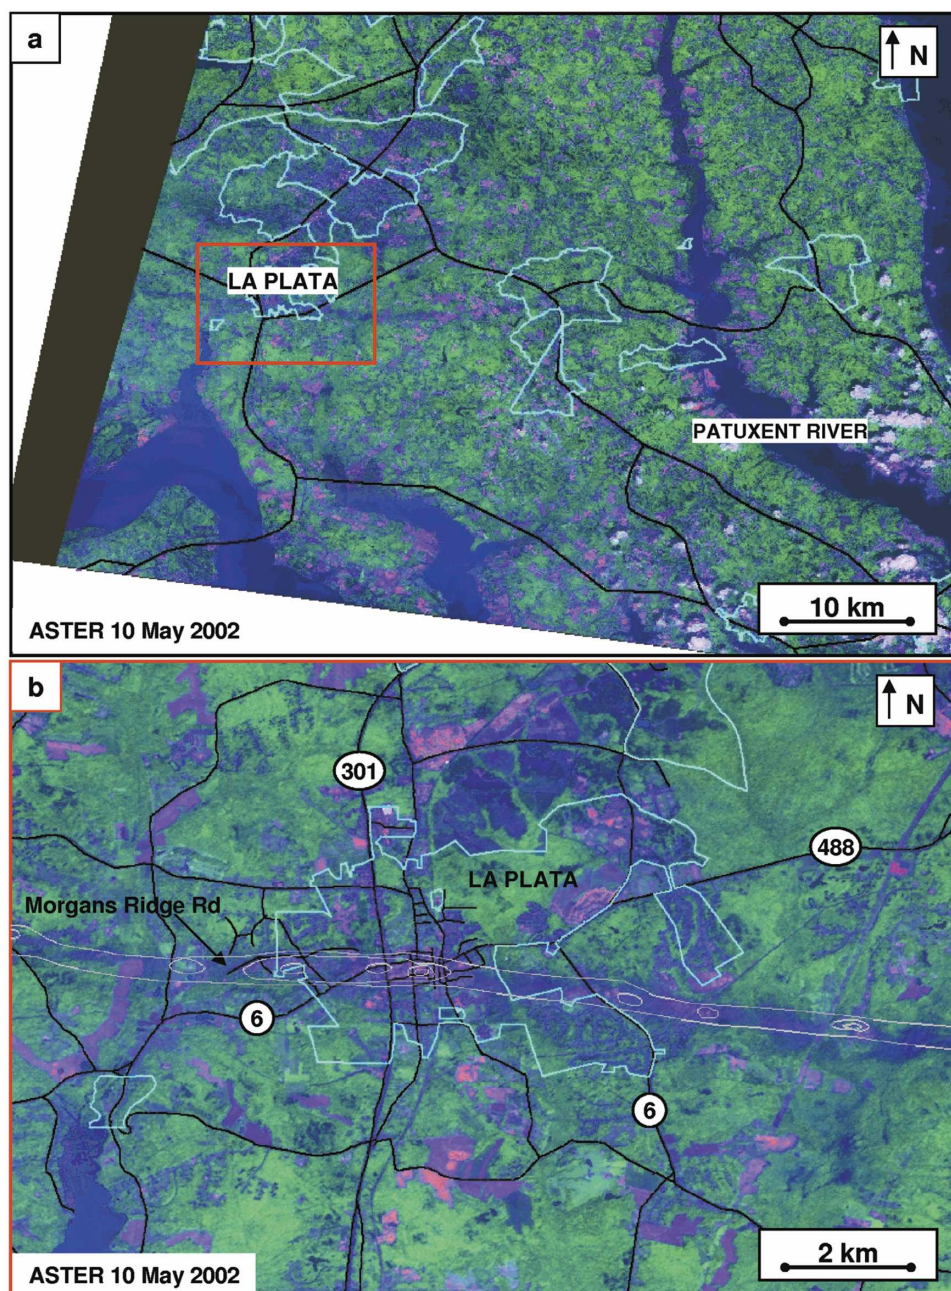 a
N
LA PLATA
PATUXENT RIVER
10 km
ASTER 10 May 2002
b
N
301
488
LA PLATA
Morgans Ridge Rd
6
6
2 km
ASTER 10 May 2002